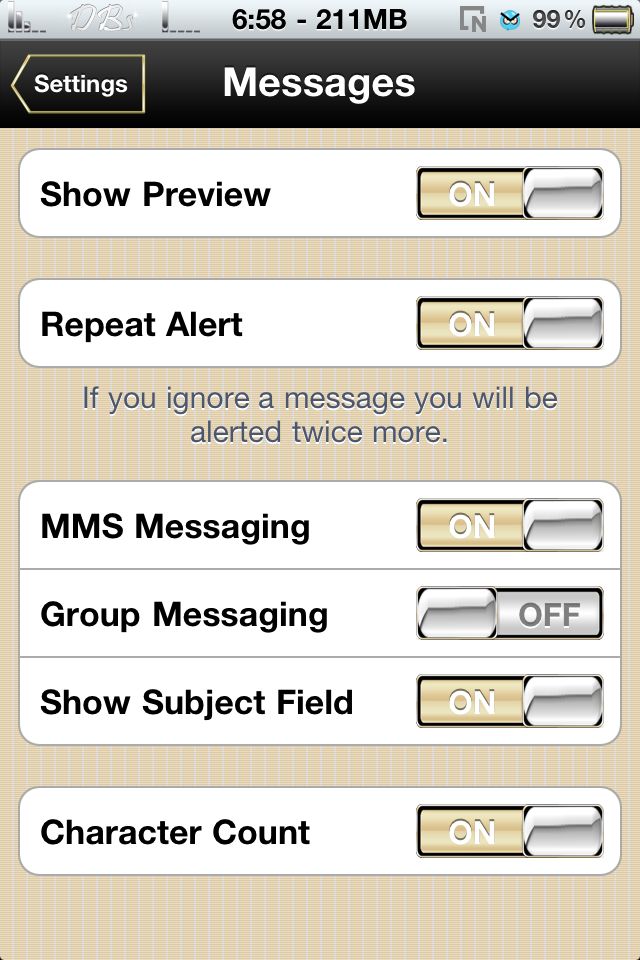 DBs 6:58 - 211MB N 99%
Settings
Messages
Show Preview ON
Repeat Alert ON
If you ignore a message you will be
alerted twice more.
MMS Messaging ON
Group Messaging OFF
Show Subject Field ON
Character Count ON